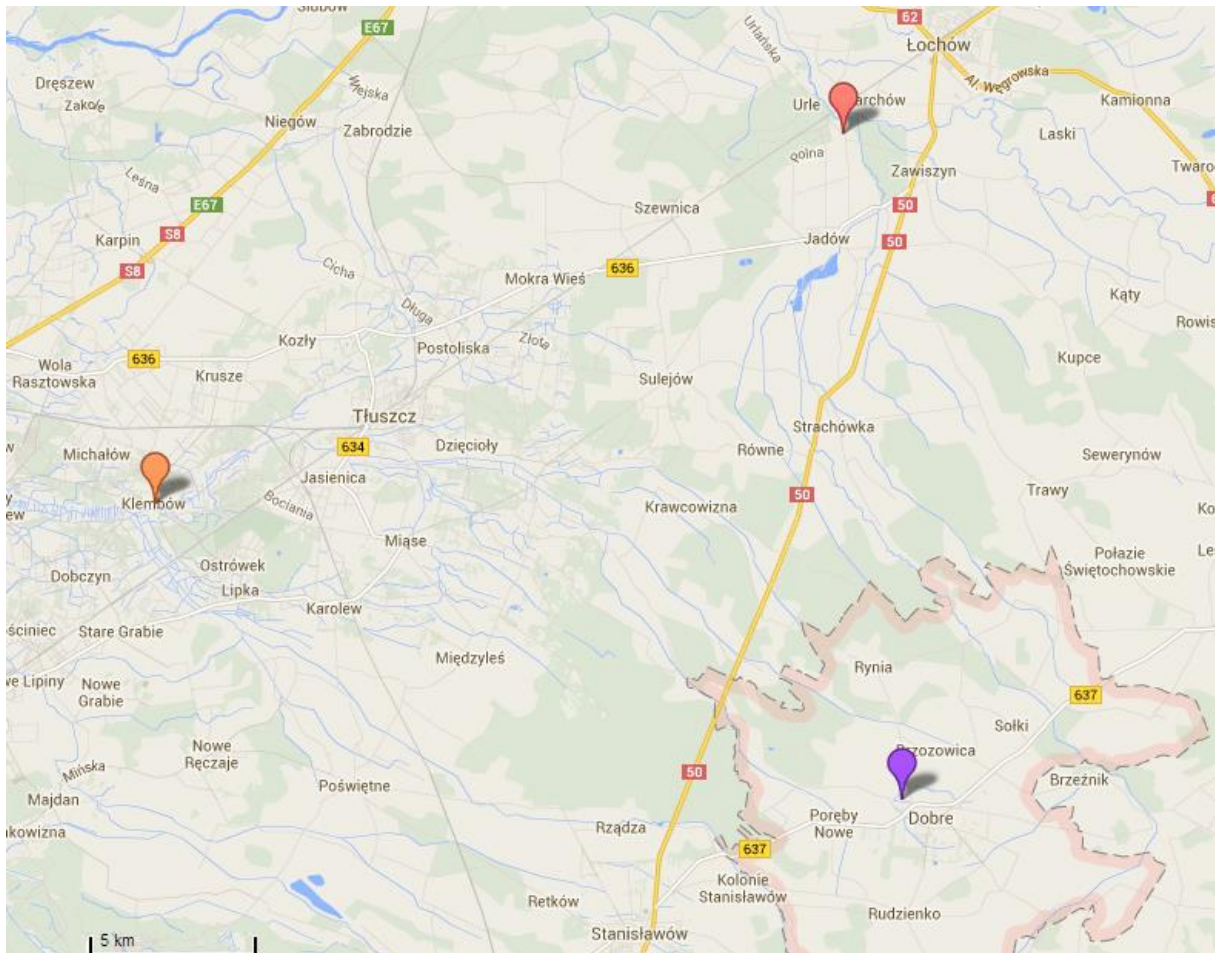 E67
62
Łochów
Al. Węgrowska
Urlańska
Wiejska
Dręszew
Zakole
Niegów
Zabrodzie
Urle
Kamionna
Laski
Polna
Zawiszyn
Leśna
E67
S8
Karpin
S8
Szewnica
50
Jadów
50
Cicha
Mokra Wieś
636
Kąty
Długa
Kozły
Postoliska
Złota
Wola
Rasztowska
636
Krusze
Sulejów
Kupce
Tłuszcz
Strachówka
634
Dzięcioły
Równe
Michałów
Jasienica
Sewerynów
Klembów
Bociania
50
Trawy
Krawcowizna
Miąse
Połazie
Świętochowskie
Ostrówek
Dobczyn
Lipka
Karolew
Stare Grabie
Międzyleś
Rynia
Nowe
Grabie
637
Sołki
Nowe
Ręczaje
Mińska
50
Poświętne
Brzeźnik
Majdan
Poręby
Nowe
Dobre
Rządza
637
Kolonie
Stanisławów
Retków
Rudzienko
Stanisławów
5 km